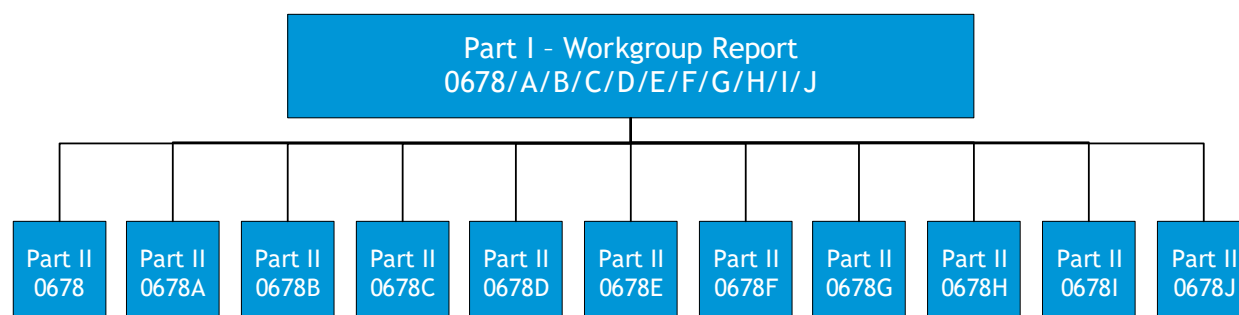 Part I – Workgroup Report
0678/A/B/C/D/E/F/G/H/I/J
Part II
0678
Part II
0678A
Part II
0678B
Part II
0678C
Part II
0678D
Part II
0678E
Part II
0678F
Part II
0678G
Part II
0678H
Part II
0678I
Part II
0678J